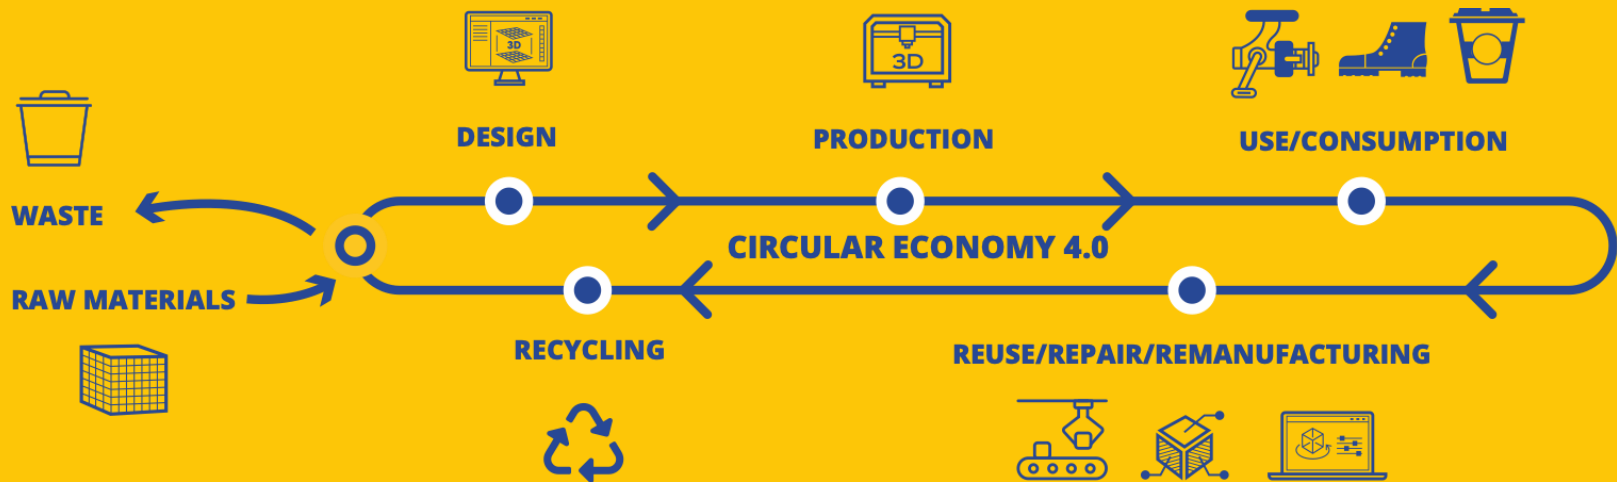 3D
3D
DESIGN
PRODUCTION
USE/CONSUMPTION
WASTE
CIRCULAR ECONOMY 4.0
RAW MATERIALS
RECYCLING
REUSE/REPAIR/REMANUFACTURING